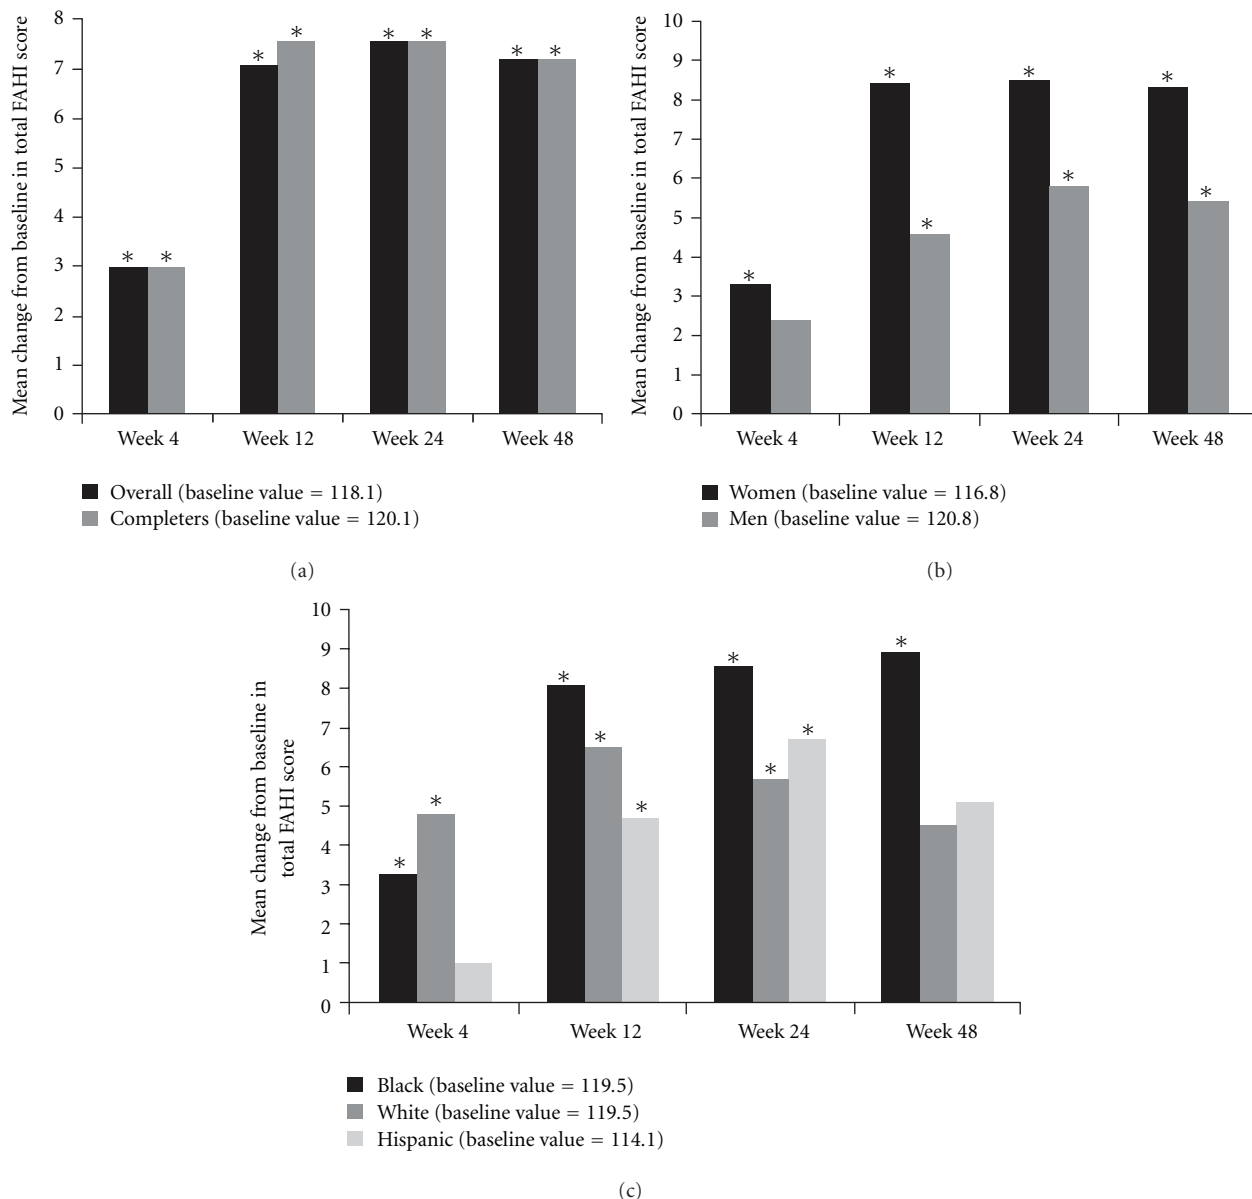 Mean change from baseline in total FAHI score
8
7
6
5
4
3
2
1
0
* * * * * * * *
Week 4 Week 12 Week 24 Week 48
Overall (baseline value = 118.1)
Completers (baseline value = 120.1)
(a)
Mean change from baseline in total FAHI score
10
9
8
7
6
5
4
3
2
1
0
* * * * * * *
Week 4 Week 12 Week 24 Week 48
Women (baseline value = 116.8)
Men (baseline value = 120.8)
(b)
Mean change from baseline in
total FAHI score
10
9
8
7
6
5
4
3
2
1
0
* * * * * * * * *
Week 4 Week 12 Week 24 Week 48
Black (baseline value = 119.5)
White (baseline value = 119.5)
Hispanic (baseline value = 114.1)
(c)